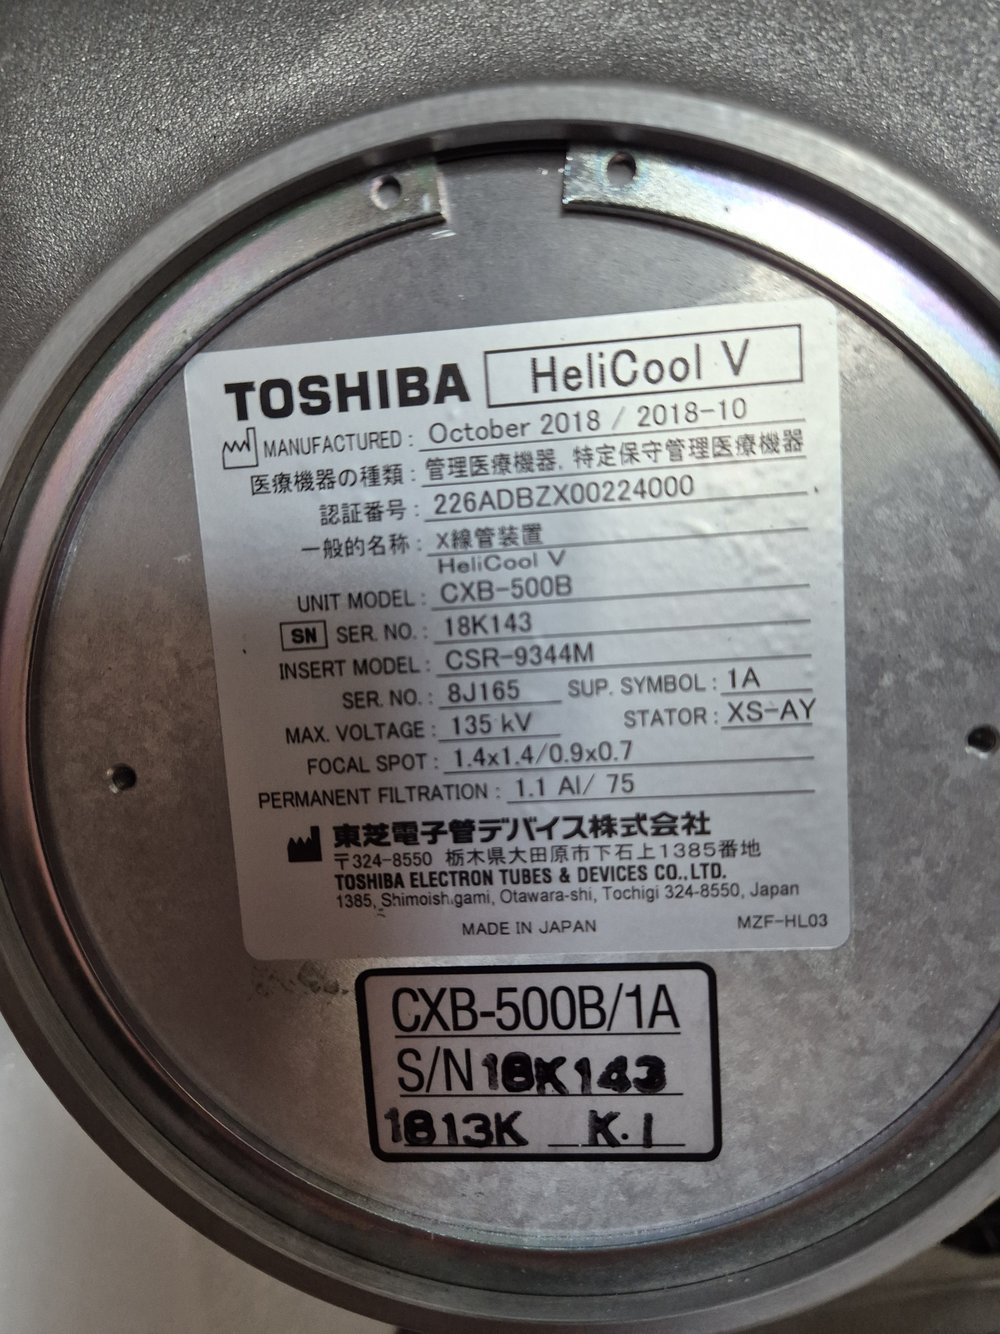 TOSHIBA HeliCool V
MANUFACTURED : October 2018 / 2018-10
医療機器の種類 : 管理医療機器, 特定保守管理医療機器
認証番号 : 226ADBZX00224000
一般的名称 : X線管装置
HeliCool V
UNIT MODEL : CXB-500B
SN SER. NO. : 18K143
INSERT MODEL : CSR-9344M
SER. NO. : 8J165 SUP. SYMBOL : 1A
MAX. VOLTAGE : 135 kV STATOR : XS-AY
FOCAL SPOT : 1.4x1.4/0.9x0.7
PERMANENT FILTRATION : 1.1 Al/ 75
東芝電子管デバイス株式会社
〒324-8550 栃木県大田原市下石上1385番地
TOSHIBA ELECTRON TUBES & DEVICES CO.,LTD.
1385, Shimoish.gami, Otawara-shi, Tochigi 324-8550, Japan
MADE IN JAPAN MZF-HL03
CXB-500B/1A
S/N 18K143
1813K K.I